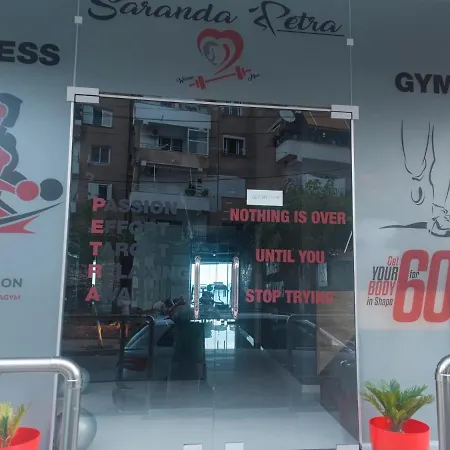 Saranda Petra
ESS
GYM
PASSION
EFFORT
TARGET
NOTHING IS OVER
UNTIL YOU
STOP TRYING
Get
YOUR for
BODY
in Shape
60
ION